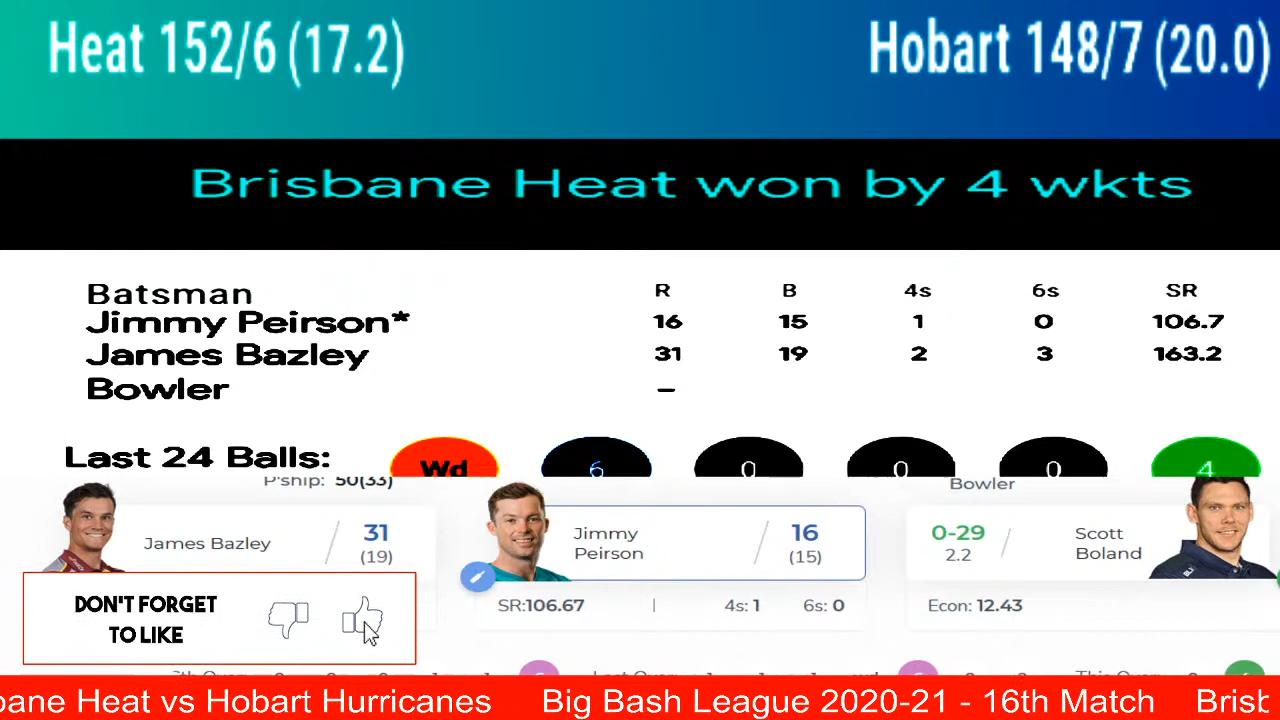 Heat 152/6 (17.2) Hobart 148/7 (20.0)
Brisbane Heat won by 4 wkts
Batsman R B 4s 6s SR
Jimmy Peirson* 16 15 1 0 106.7
James Bazley 31 19 2 3 163.2
Bowler –
Last 24 Balls: Wd 6 0 0 0 4
P'ship: 50(33) Bowler
James Bazley 31 (19)
Jimmy Peirson 16 (15)
0-29 2.2 Scott Boland
SR:106.67 | 4s: 1 6s: 0 Econ: 12.43
DON'T FORGET
TO LIKE
bane Heat vs Hobart Hurricanes Big Bash League 2020-21 - 16th Match Brisb